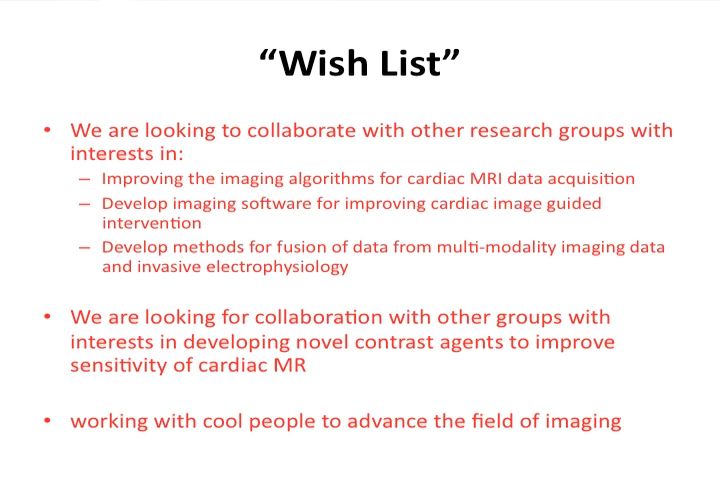 “Wish List”
• We are looking to collaborate with other research groups with
interests in:
– Improving the imaging algorithms for cardiac MRI data acquisition
– Develop imaging software for improving cardiac image guided
intervention
– Develop methods for fusion of data from multi-modality imaging data
and invasive electrophysiology
• We are looking for collaboration with other groups with
interests in developing novel contrast agents to improve
sensitivity of cardiac MR
• working with cool people to advance the field of imaging